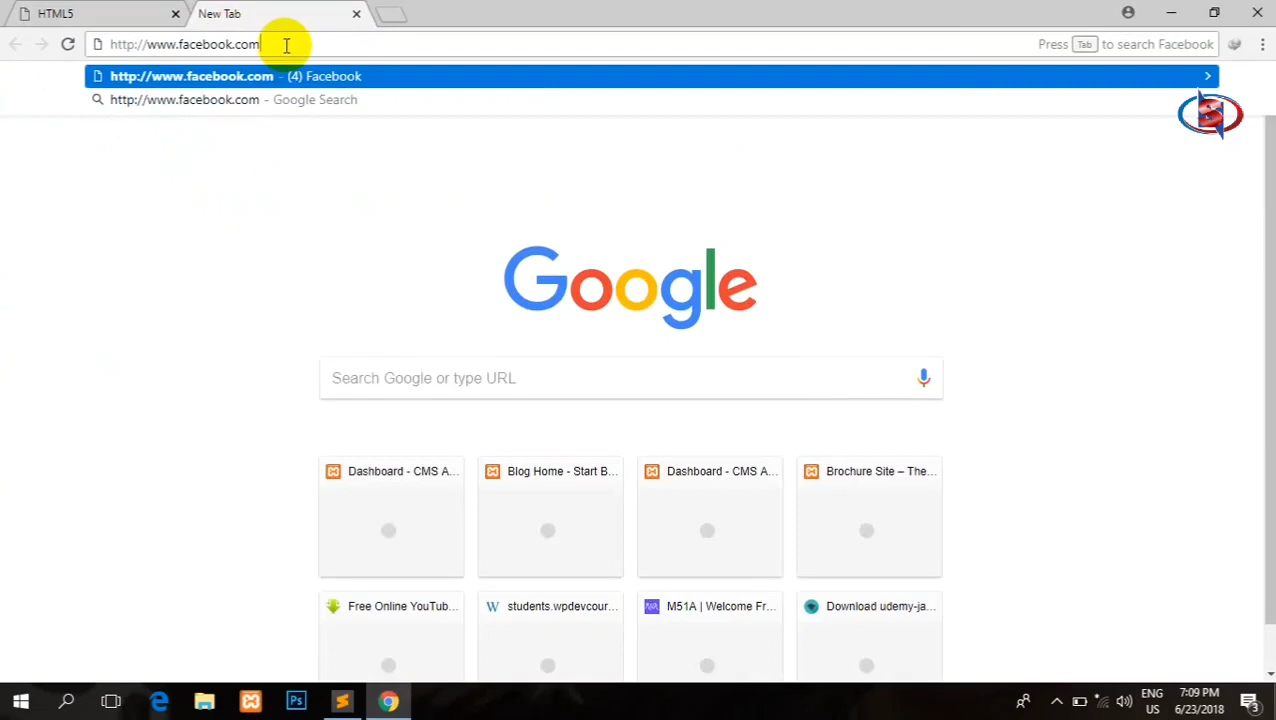 HTML5
New Tab
http://www.facebook.com
Press Tab to search Facebook
http://www.facebook.com - (4) Facebook
http://www.facebook.com - Google Search
Google
Search Google or type URL
Dashboard - CMS A...
Blog Home - Start B...
Dashboard - CMS A...
Brochure Site – The...
Free Online YouTub...
students.wpdevcour...
M51A | Welcome Fr...
Download udemy-ja...
ENG
US
7:09 PM
6/23/2018
3